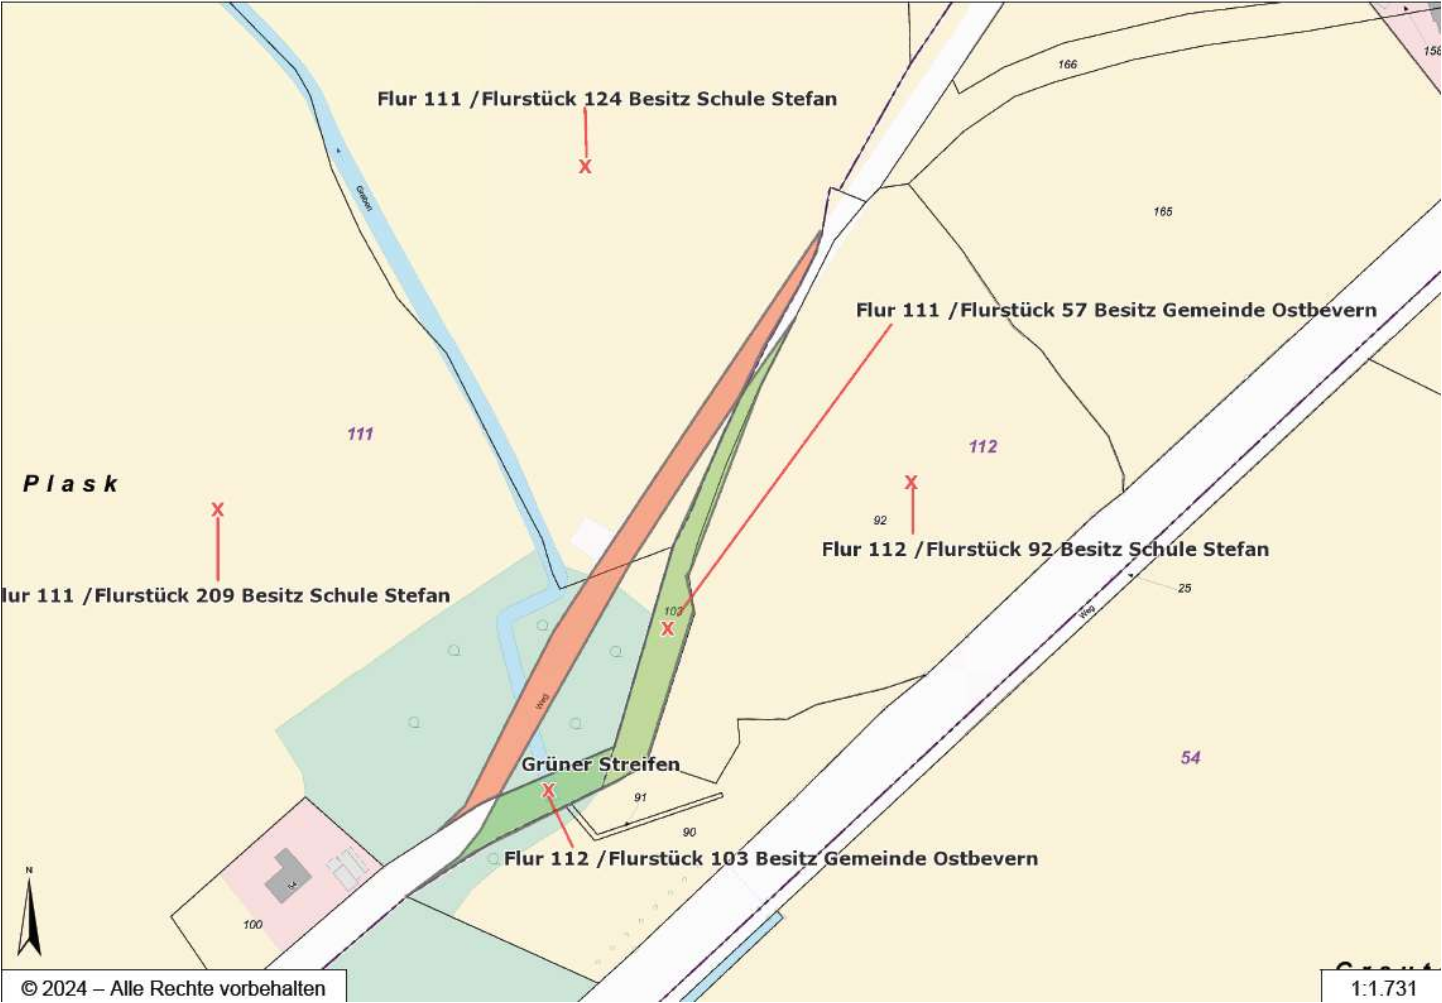 158
166
Flur 111 /Flurstück 124 Besitz Schule Stefan
X
Graben
165
Flur 111 /Flurstück 57 Besitz Gemeinde Ostbevern
111
112
Plask
X
X
92
Flur 112 /Flurstück 92 Besitz Schule Stefan
25
lur 111 /Flurstück 209 Besitz Schule Stefan
Weg
103
X
Weg
54
Grüner Streifen
X
91
90
Flur 112 /Flurstück 103 Besitz Gemeinde Ostbevern
N
54
100
© 2024 – Alle Rechte vorbehalten
1:1.731